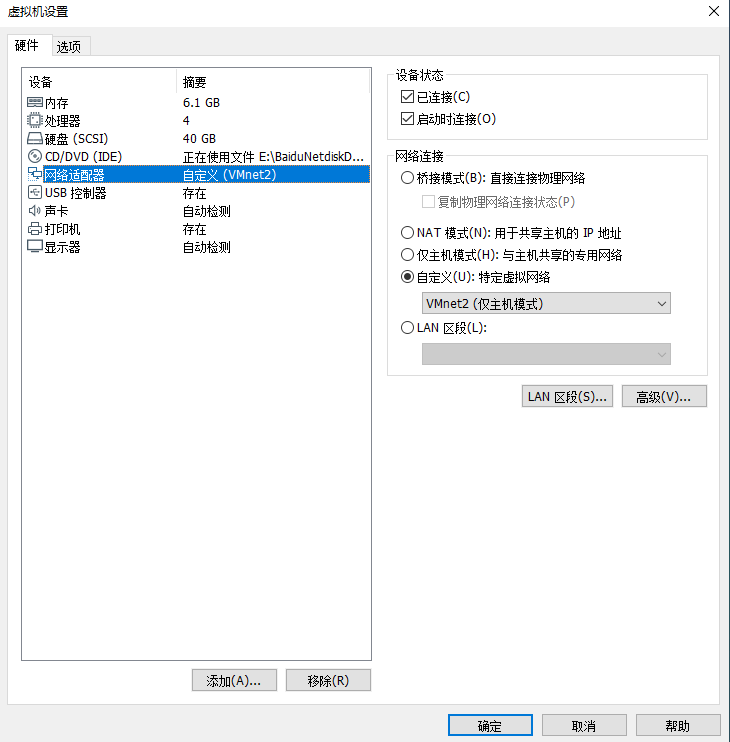 虚拟机设置
硬件 选项
设备 摘要
内存 6.1 GB
处理器 4
硬盘 (SCSI) 40 GB
CD/DVD (IDE) 正在使用文件 E:\BaiduNetdiskD...
网络适配器 自定义 (VMnet2)
USB 控制器 存在
声卡 自动检测
打印机 存在
显示器 自动检测
添加(A)... 移除(R)
设备状态
已连接(C)
启动时连接(O)
网络连接
桥接模式(B): 直接连接物理网络
复制物理网络连接状态(P)
NAT 模式(N): 用于共享主机的 IP 地址
仅主机模式(H): 与主机共享的专用网络
自定义(U): 特定虚拟网络
VMnet2 (仅主机模式)
LAN 区段(L):
LAN 区段(S)... 高级(V)...
确定 取消 帮助